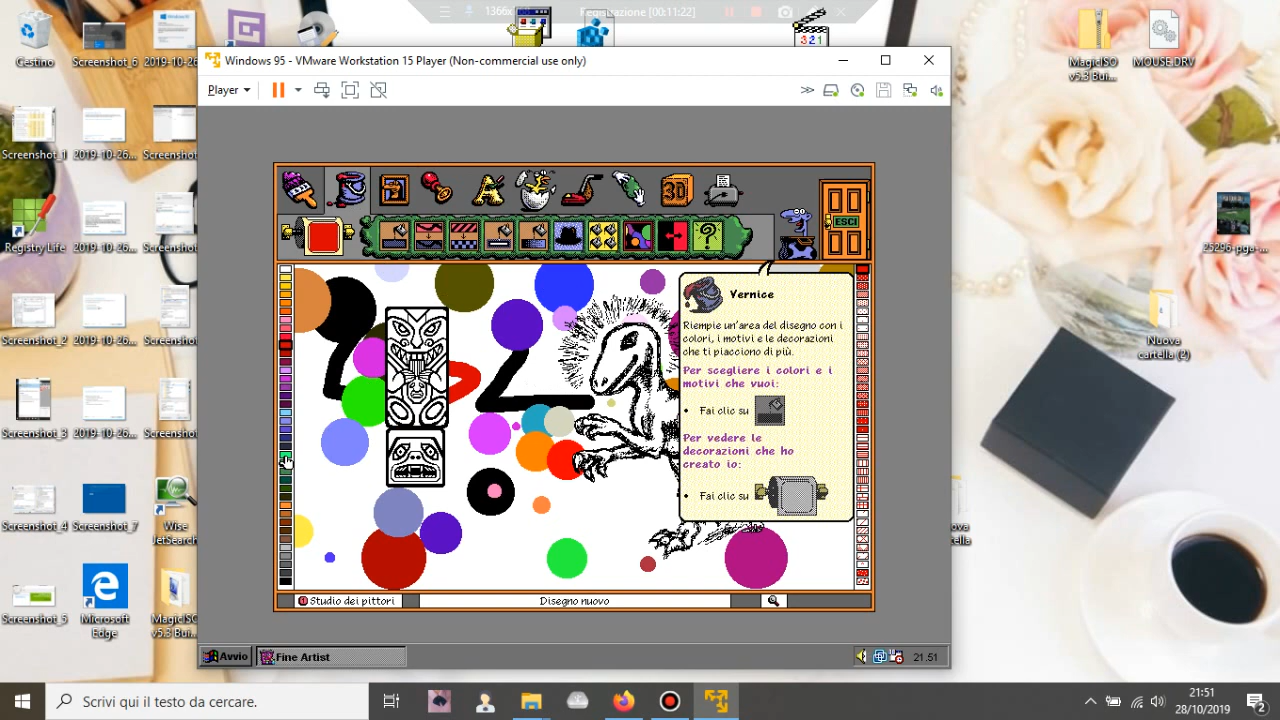 1366x
Registrazione [00:11:22]
Cestino
Screenshot_6
2019-10-26...
MagicISO
v5.3 Bui...
MOUSE.DRV
Windows 95 - VMware Workstation 15 Player (Non-commercial use only)
Player
Screenshot_1
2019-10-26...
Screenshot
3D
ESCI
Registry Life
2019-10-26...
Screenshot
Vernice
Riempie un'area del disegno con i
colori, i motivi e le decorazioni
che ti piacciono di più.
Per scegliere i colori e i
motivi che vuoi:
• Fai clic su
Per vedere le
decorazioni che ho
creato io:
• Fai clic su
Screenshot_2
2019-10-26...
Screenshot
Nuova
cartella (2)
Screenshot_3
2019-10-26...
Screenshot
Screenshot_4
Screenshot_7
Wise
JetSearch
Screenshot_5
Microsoft
Edge
MagicISO
v5.3 Bui...
Studio dei pittori
Disegno nuovo
Avvio
Fine Artist
21.51
Scrivi qui il testo da cercare.
21:51
28/10/2019
2